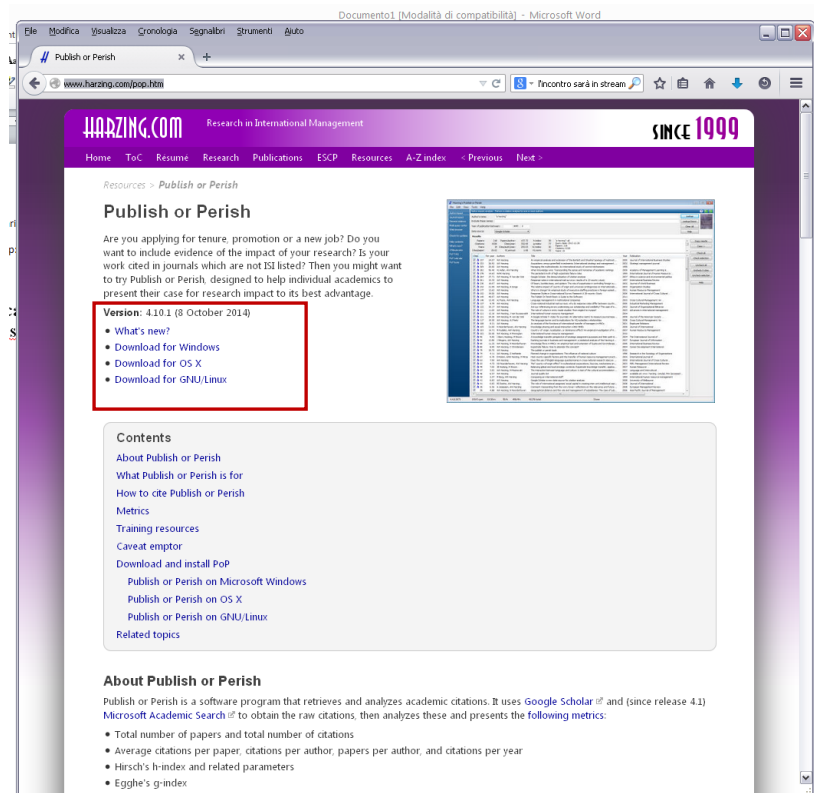 Documento1 [Modalità di compatibilità] - Microsoft Word
File Modifica Visualizza Cronologia Segnalibri Strumenti Aiuto
Publish or Perish × +
www.harzing.com/pop.htm l'incontro sarà in stream
HARZING.COM Research in International Management SINCE 1999
Home ToC Resume Research Publications ESCP Resources A-Z index < Previous Next >
Resources > Publish or Perish
Publish or Perish
Are you applying for tenure, promotion or a new job? Do you
want to include evidence of the impact of your research? Is your
work cited in journals which are not ISI listed? Then you might want
to try Publish or Perish, designed to help individual academics to
present their case for research impact to its best advantage.
Version: 4.10.1 (8 October 2014)
• What's new?
• Download for Windows
• Download for OS X
• Download for GNU/Linux
Contents
About Publish or Perish
What Publish or Perish is for
How to cite Publish or Perish
Metrics
Training resources
Caveat emptor
Download and install PoP
Publish or Perish on Microsoft Windows
Publish or Perish on OS X
Publish or Perish on GNU/Linux
Related topics
About Publish or Perish
Publish or Perish is a software program that retrieves and analyzes academic citations. It uses Google Scholar and (since release 4.1)
Microsoft Academic Search to obtain the raw citations, then analyzes these and presents the following metrics:
• Total number of papers and total number of citations
• Average citations per paper, citations per author, papers per author, and citations per year
• Hirsch's h-index and related parameters
• Egghe's g-index